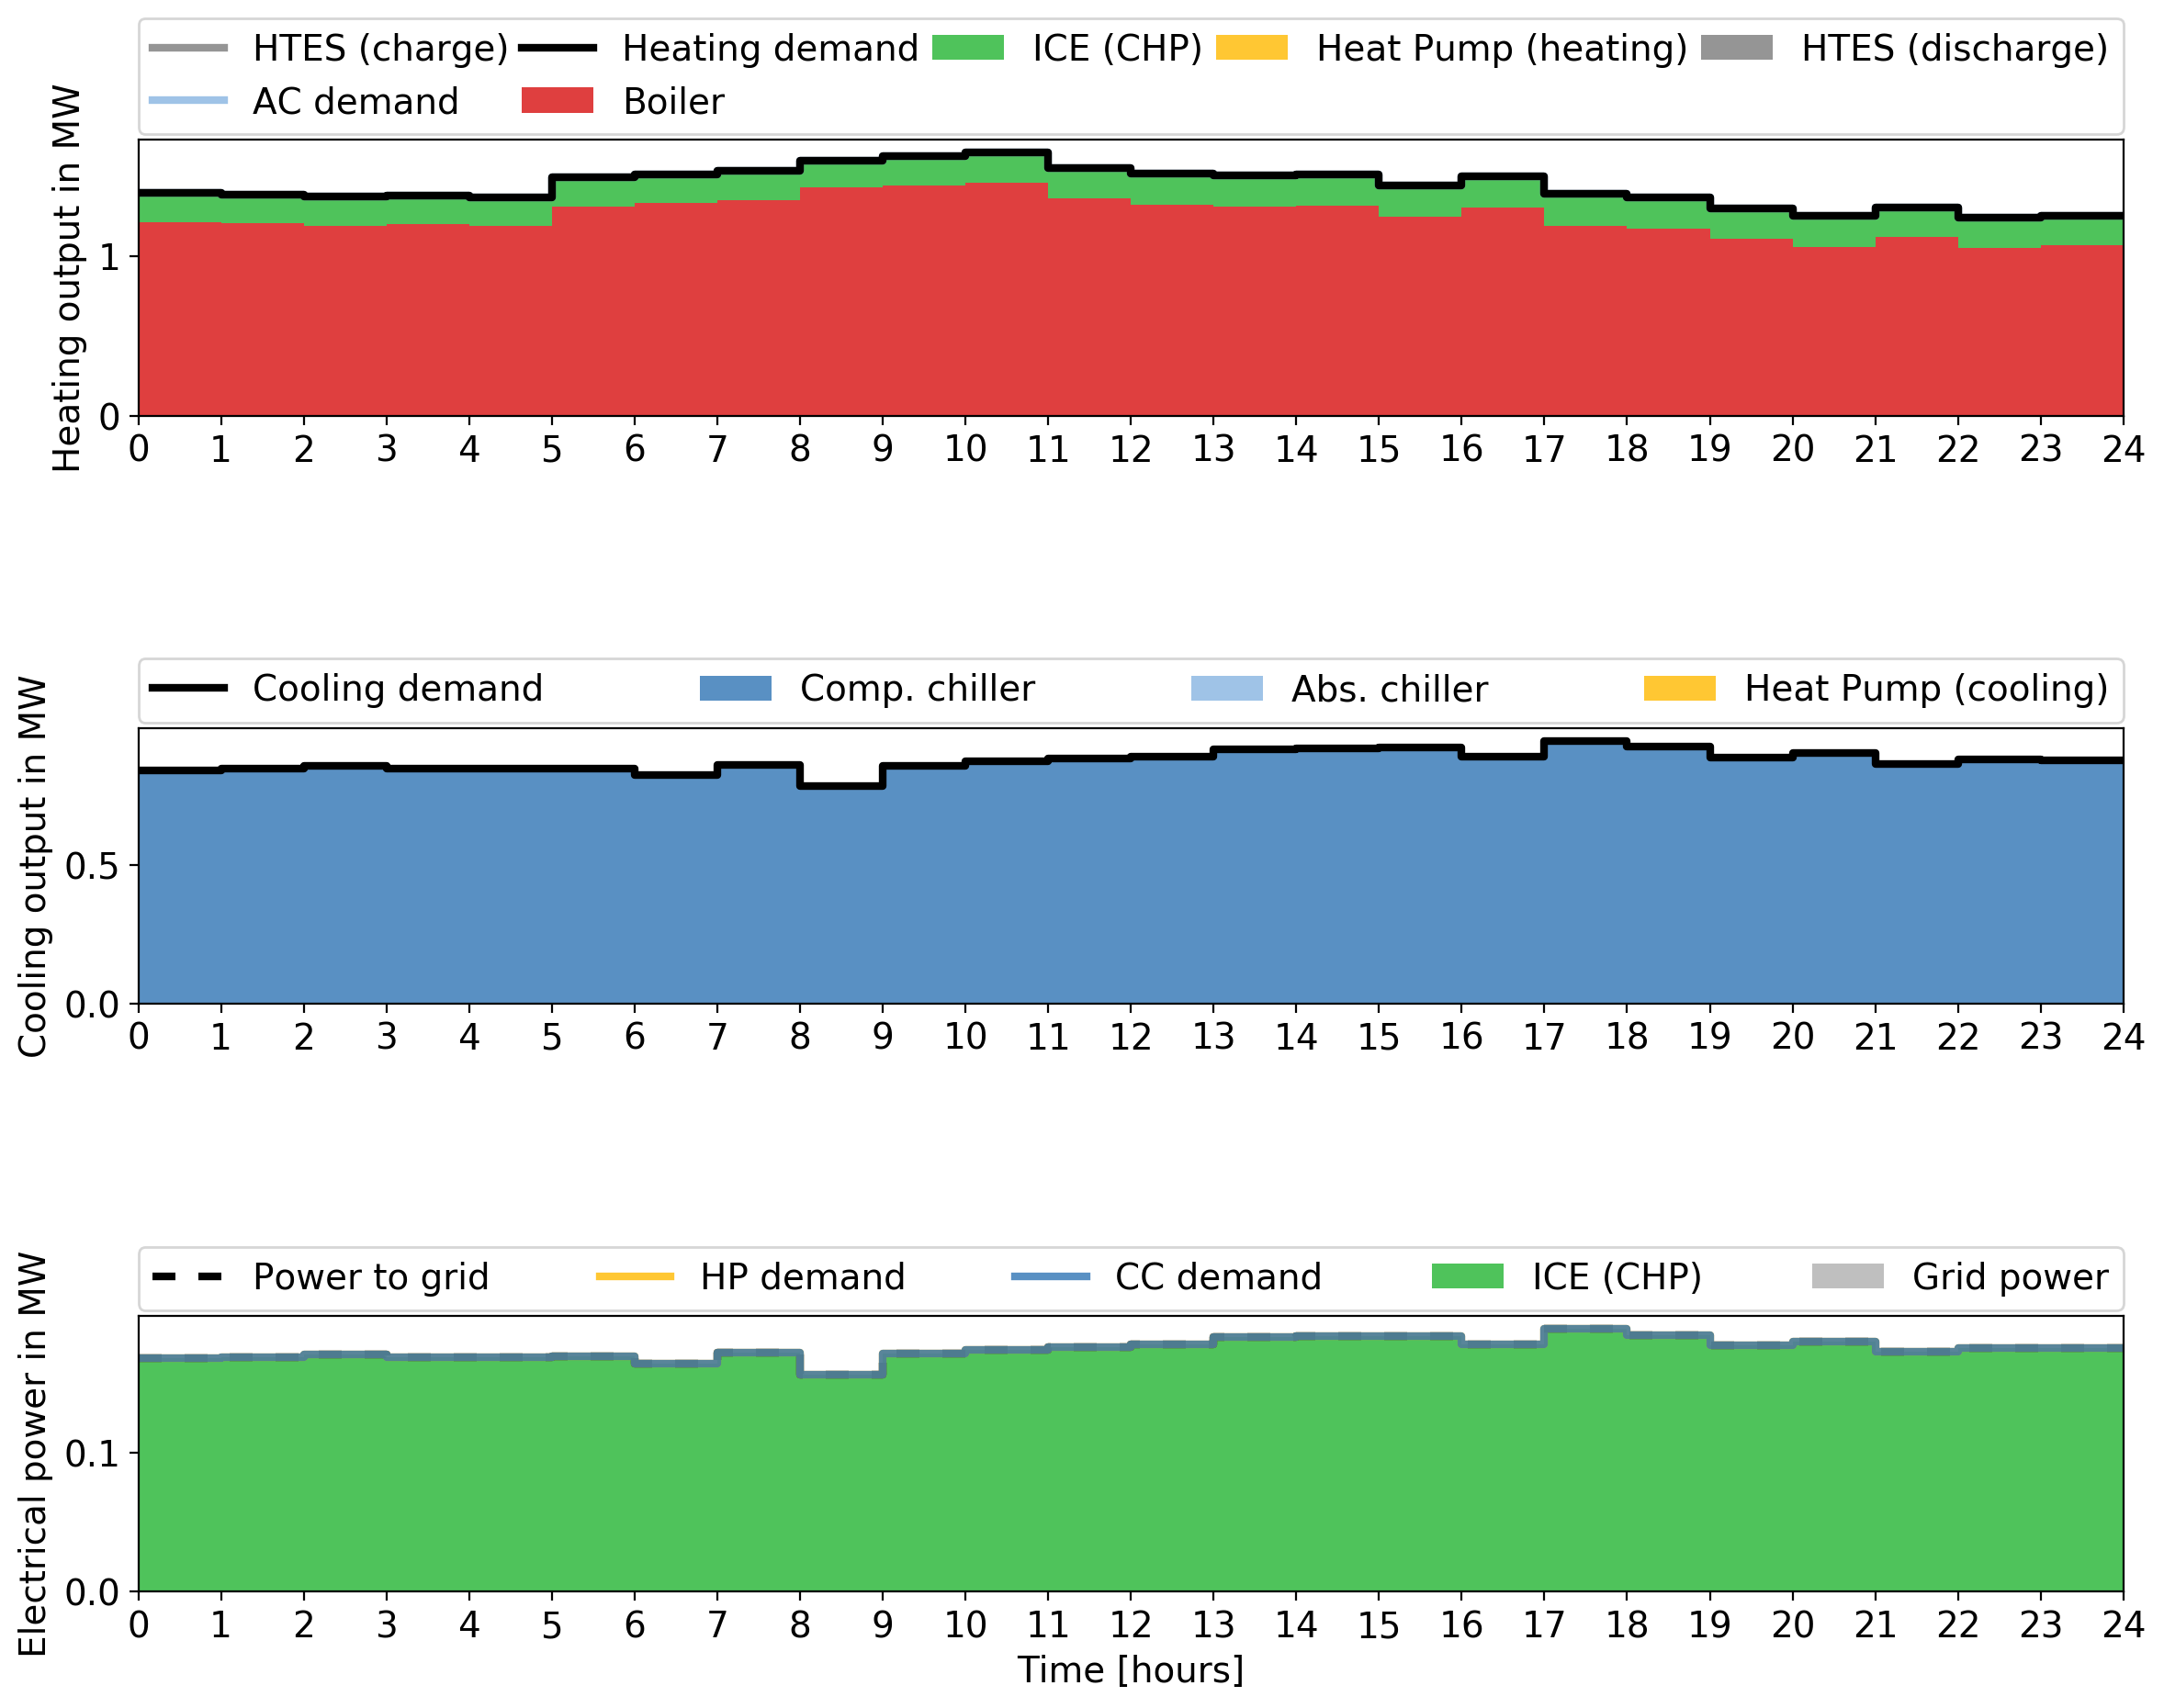 HTES (charge) Heating demand ICE (CHP) Heat Pump (heating) HTES (discharge)
AC demand Boiler
Heating output in MW
1
0
0 1 2 3 4 5 6 7 8 9 10 11 12 13 14 15 16 17 18 19 20 21 22 23 24
Cooling demand Comp. chiller Abs. chiller Heat Pump (cooling)
Cooling output in MW
0.5
0.0
0 1 2 3 4 5 6 7 8 9 10 11 12 13 14 15 16 17 18 19 20 21 22 23 24
Power to grid HP demand CC demand ICE (CHP) Grid power
Electrical power in MW
0.1
0.0
0 1 2 3 4 5 6 7 8 9 10 11 12 13 14 15 16 17 18 19 20 21 22 23 24
Time [hours]